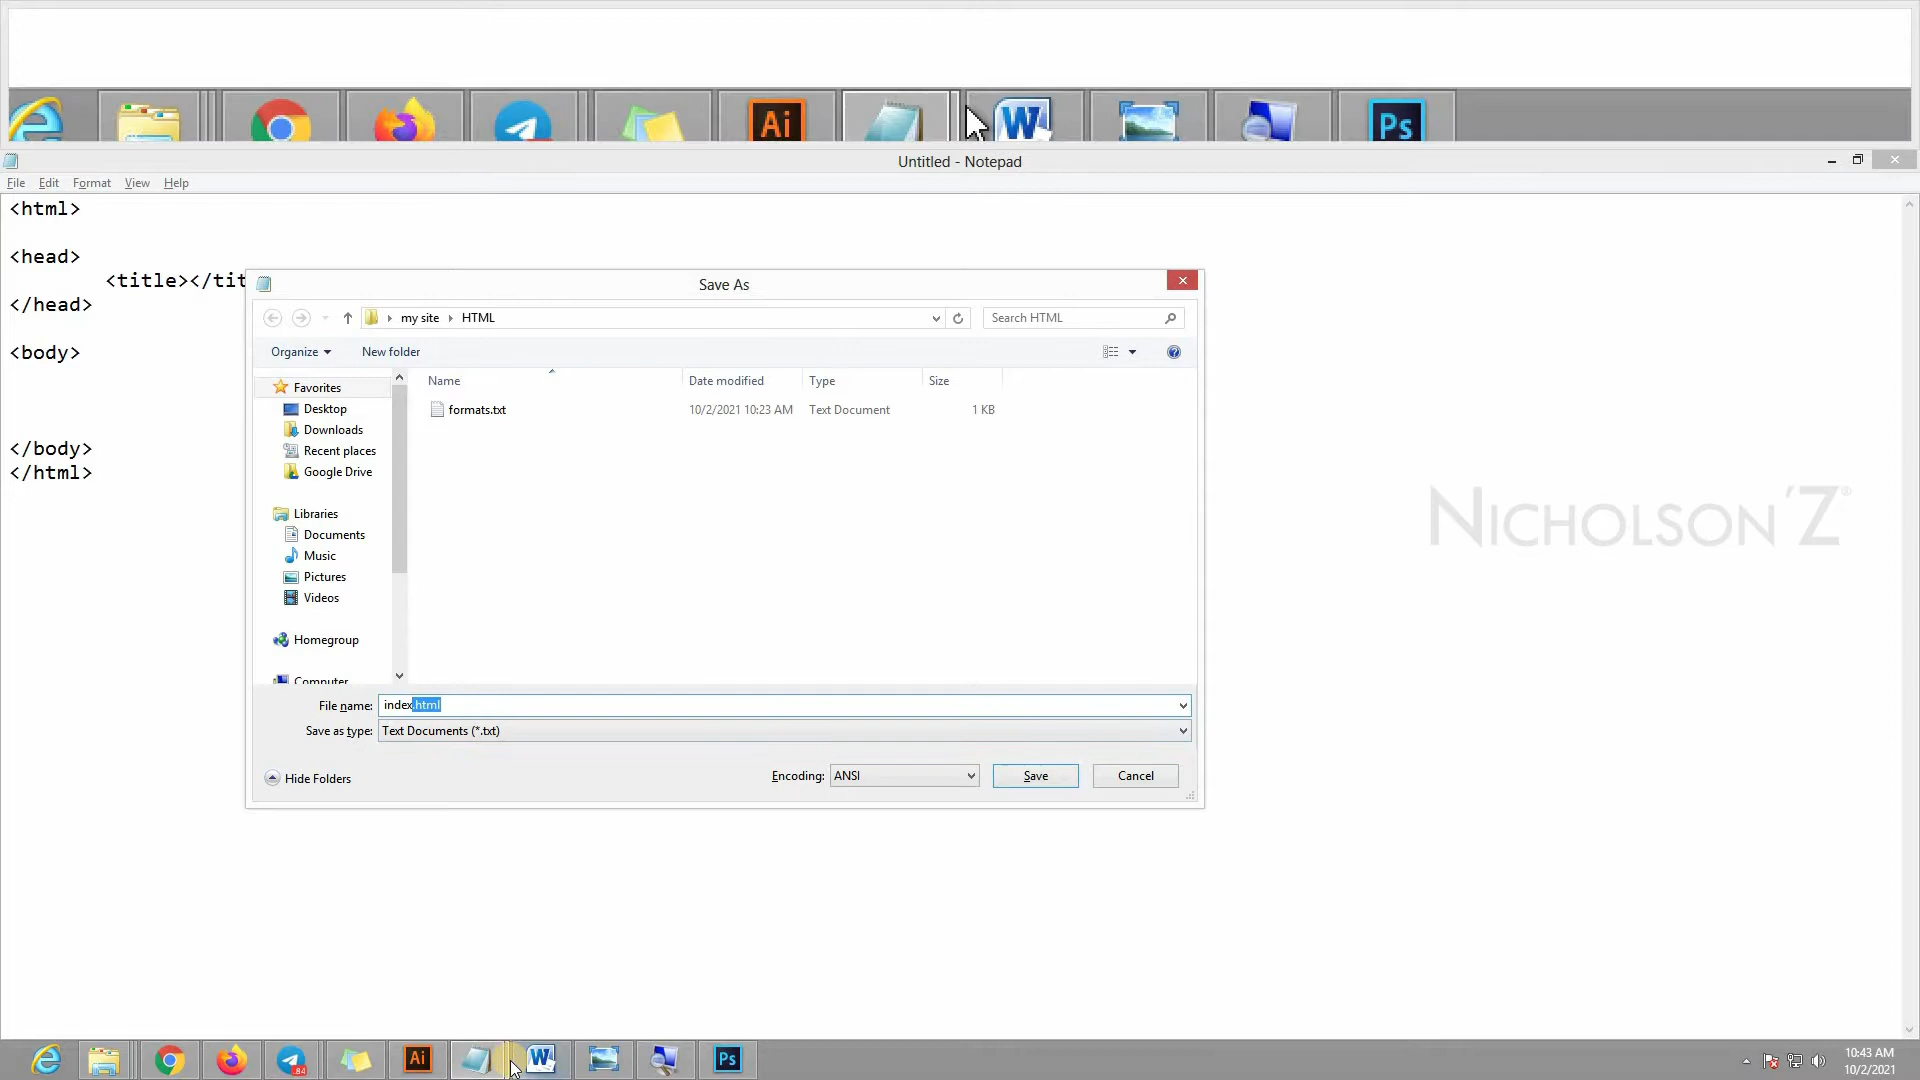 Ai
W
Ps
Untitled - Notepad
File Edit Format View Help
<html>
<head>
<title></tit
</head>
<body>
</body>
</html>
Save As
my site HTML
Search HTML
Organize New folder
Name Date modified Type Size
formats.txt 10/2/2021 10:23 AM Text Document 1 KB
Favorites
Desktop
Downloads
Recent places
Google Drive
Libraries
Documents
Music
Pictures
Videos
Homegroup
Computer
File name: index.html
Save as type: Text Documents (*.txt)
Hide Folders
Encoding: ANSI
Save
Cancel
NICHOLSON'Z®
84
Ai
W
Ps
10:43 AM
10/2/2021